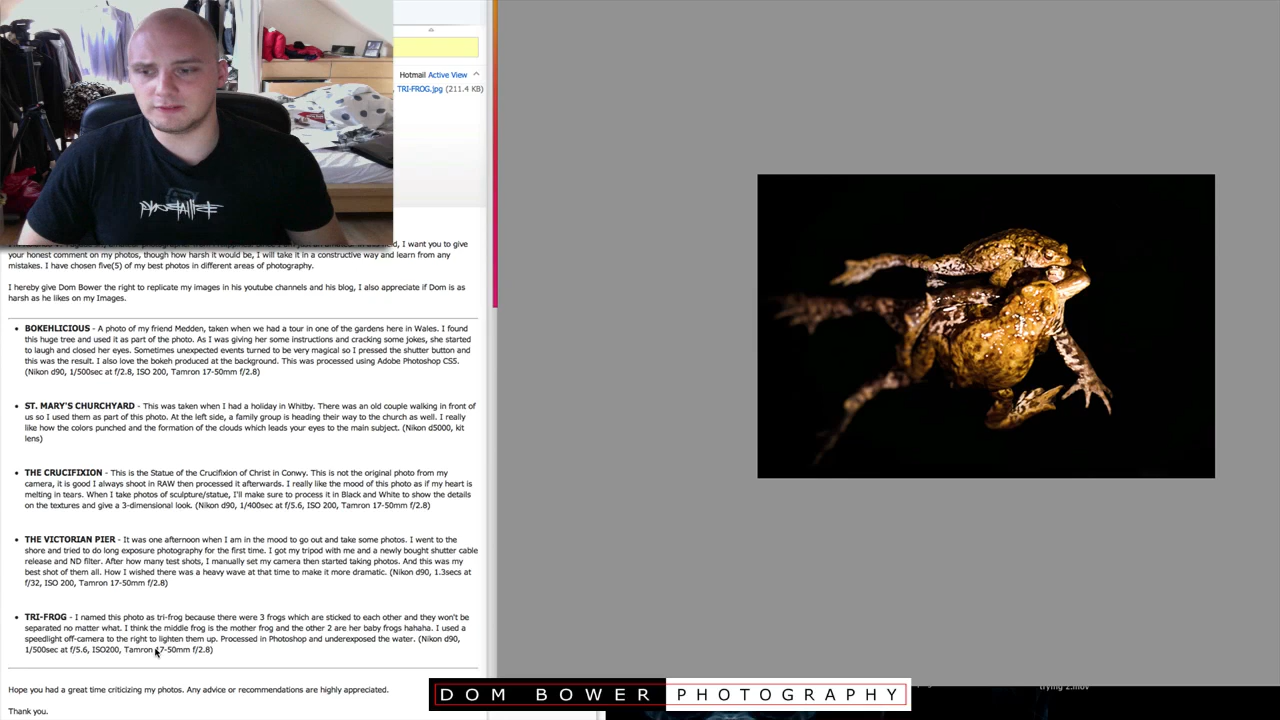 Hotmail Active View
TRI-FROG.jpg (211.4 KB)
I want you to give
your honest comment on my photos, though how harsh it would be, I will take it in a constructive way and learn from any
mistakes. I have chosen five(5) of my best photos in different areas of photography.
I hereby give Dom Bower the right to replicate my images in his youtube channels and his blog, I also appreciate if Dom is as
harsh as he likes on my Images.
• BOKEHLICIOUS - A photo of my friend Medden, taken when we had a tour in one of the gardens here in Wales. I found
this huge tree and used it as part of the photo. As I was giving her some instructions and cracking some jokes, she started
to laugh and closed her eyes. Sometimes unexpected events turned to be very magical so I pressed the shutter button and
this was the result. I also love the bokeh produced at the background. This was processed using Adobe Photoshop CS5.
(Nikon d90, 1/500sec at f/2.8, ISO 200, Tamron 17-50mm f/2.8)
• ST. MARY'S CHURCHYARD - This was taken when I had a holiday in Whitby. There was an old couple walking in front of
us so I used them as part of this photo. At the left side, a family group is heading their way to the church as well. I really
like how the colors punched and the formation of the clouds which leads your eyes to the main subject. (Nikon d5000, kit
lens)
• THE CRUCIFIXION - This is the Statue of the Crucifixion of Christ in Conwy. This is not the original photo from my
camera, it is good I always shoot in RAW then processed it afterwards. I really like the mood of this photo as if my heart is
melting in tears. When I take photos of sculpture/statue, I'll make sure to process it in Black and White to show the details
on the textures and give a 3-dimensional look. (Nikon d90, 1/400sec at f/5.6, ISO 200, Tamron 17-50mm f/2.8)
• THE VICTORIAN PIER - It was one afternoon when I am in the mood to go out and take some photos. I went to the
shore and tried to do long exposure photography for the first time. I got my tripod with me and a newly bought shutter cable
release and ND filter. After how many test shots, I manually set my camera then started taking photos. And this was my
best shot of them all. How I wished there was a heavy wave at that time to make it more dramatic. (Nikon d90, 1.3secs at
f/32, ISO 200, Tamron 17-50mm f/2.8)
• TRI-FROG - I named this photo as tri-frog because there were 3 frogs which are sticked to each other and they won't be
separated no matter what. I think the middle frog is the mother frog and the other 2 are her baby frogs hahaha. I used a
speedlight off-camera to the right to lighten them up. Processed in Photoshop and underexposed the water. (Nikon d90,
1/500sec at f/5.6, ISO200, Tamron 17-50mm f/2.8)
Hope you had a great time criticizing my photos. Any advice or recommendations are highly appreciated.
Thank you.
DOM BOWER PHOTOGRAPHY
trying 2.mov